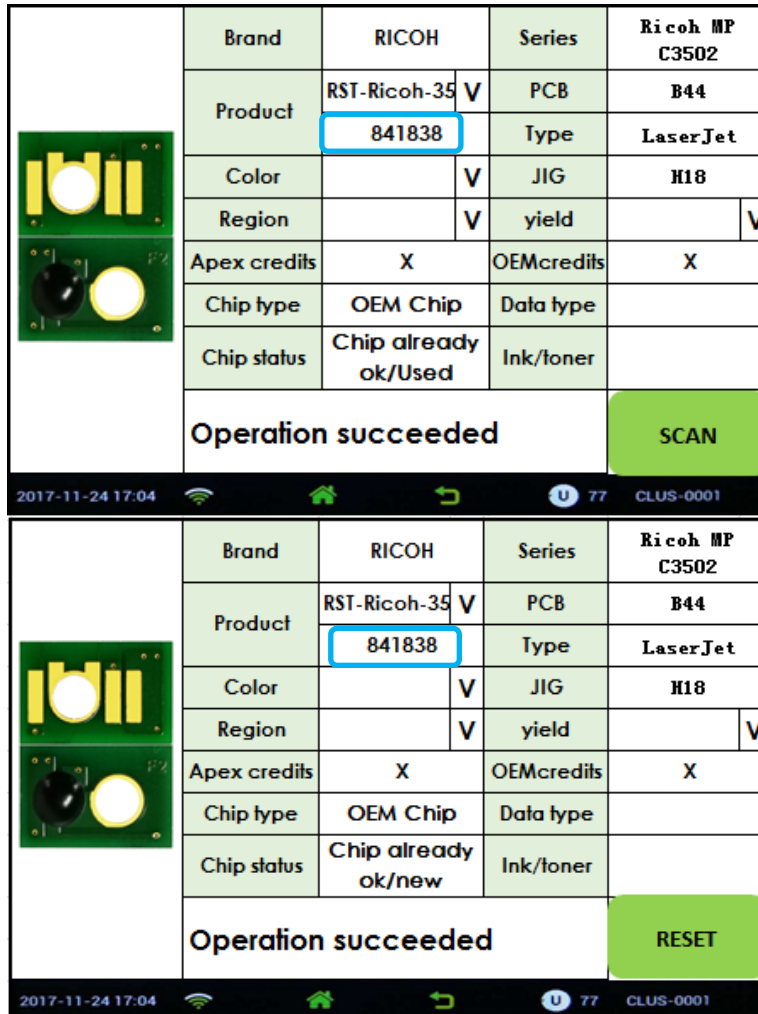 Brand RICOH Series Ricoh MP C3502
Product RST-Ricoh-35 V PCB B44
841838 Type LaserJet
Color V JIG H18
Region V yield V
Apex credits X OEMcredits X
Chip type OEM Chip Data type
Chip status Chip already ok/Used Ink/toner
Operation succeeded SCAN
2017-11-24 17:04 U 77 CLUS-0001
Brand RICOH Series Ricoh MP C3502
Product RST-Ricoh-35 V PCB B44
841838 Type LaserJet
Color V JIG H18
Region V yield V
Apex credits X OEMcredits X
Chip type OEM Chip Data type
Chip status Chip already ok/new Ink/toner
Operation succeeded RESET
2017-11-24 17:04 U 77 CLUS-0001